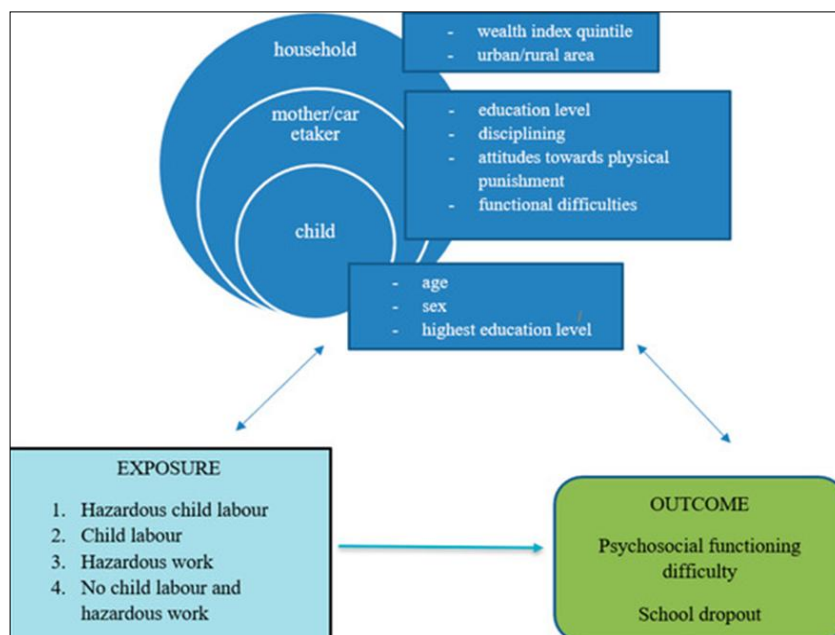 household
- wealth index quintile
- urban/rural area
mother/car
etaker
- education level
- disciplining
- attitudes towards physical
punishment
- functional difficulties
child
- age
- sex
- highest education level
EXPOSURE
1. Hazardous child labour
2. Child labour
3. Hazardous work
4. No child labour and
hazardous work
OUTCOME
Psychosocial functioning
difficulty
School dropout